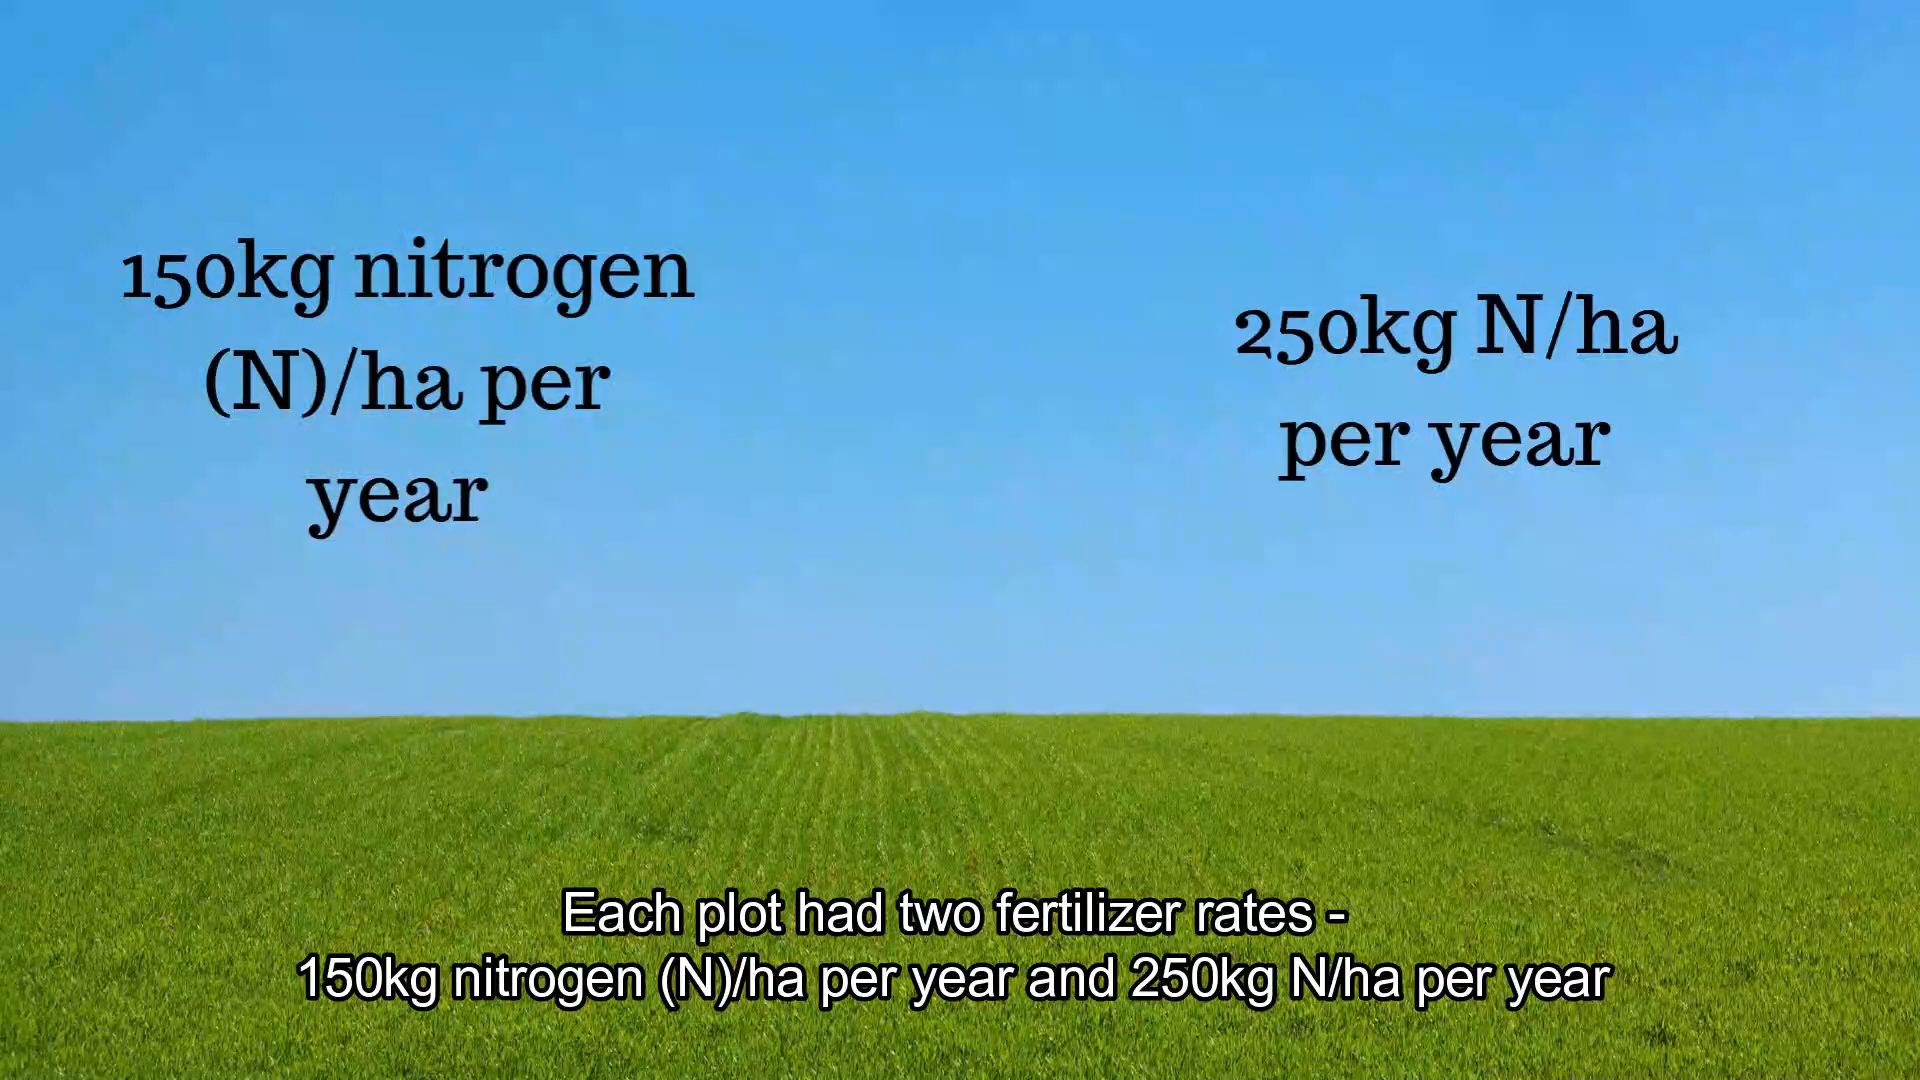 150kg nitrogen
(N)/ha per
year
250kg N/ha
per year
Each plot had two fertilizer rates -
150kg nitrogen (N)/ha per year and 250kg N/ha per year